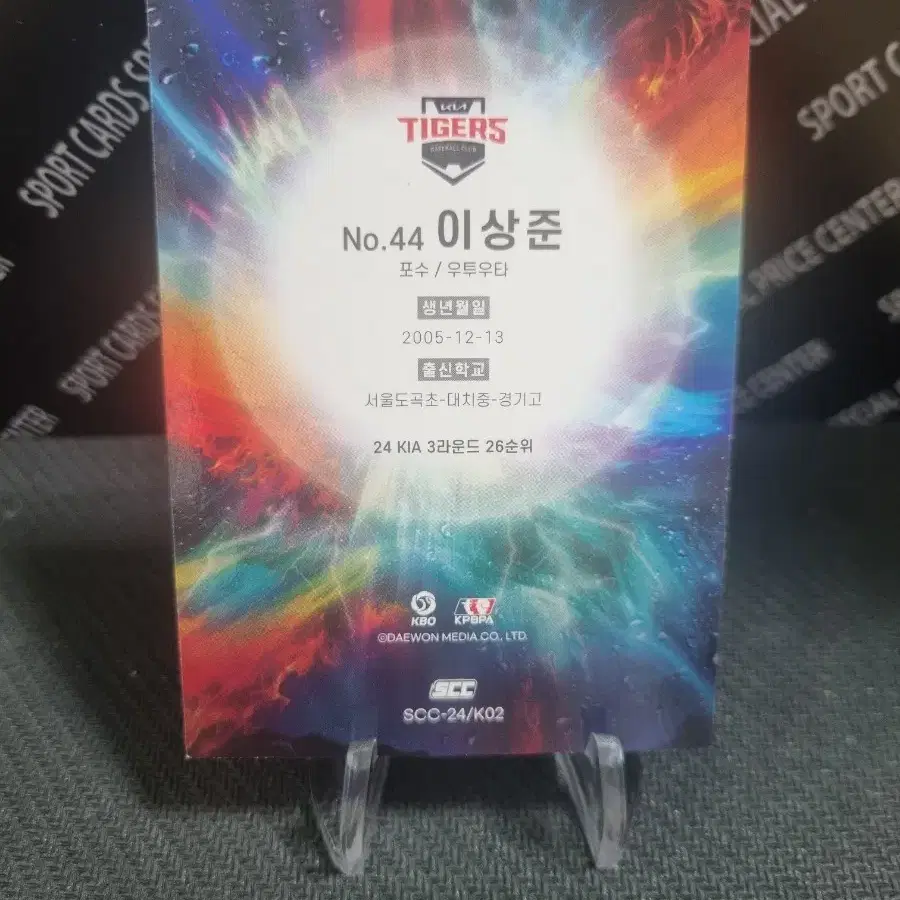 KIA
TIGERS
BASEBALL CLUB
No.44 이상준
포수 / 우투우타
생년월일
2005-12-13
출신학교
서울도곡초-대치중-경기고
24 KIA 3라운드 26순위
KBO KPBPA
©DAEWON MEDIA CO., LTD.
SCC
SCC-24/K02
SPORT CARDS
SPORT CARDS
SPORT
PRICE CENTER
CENTER